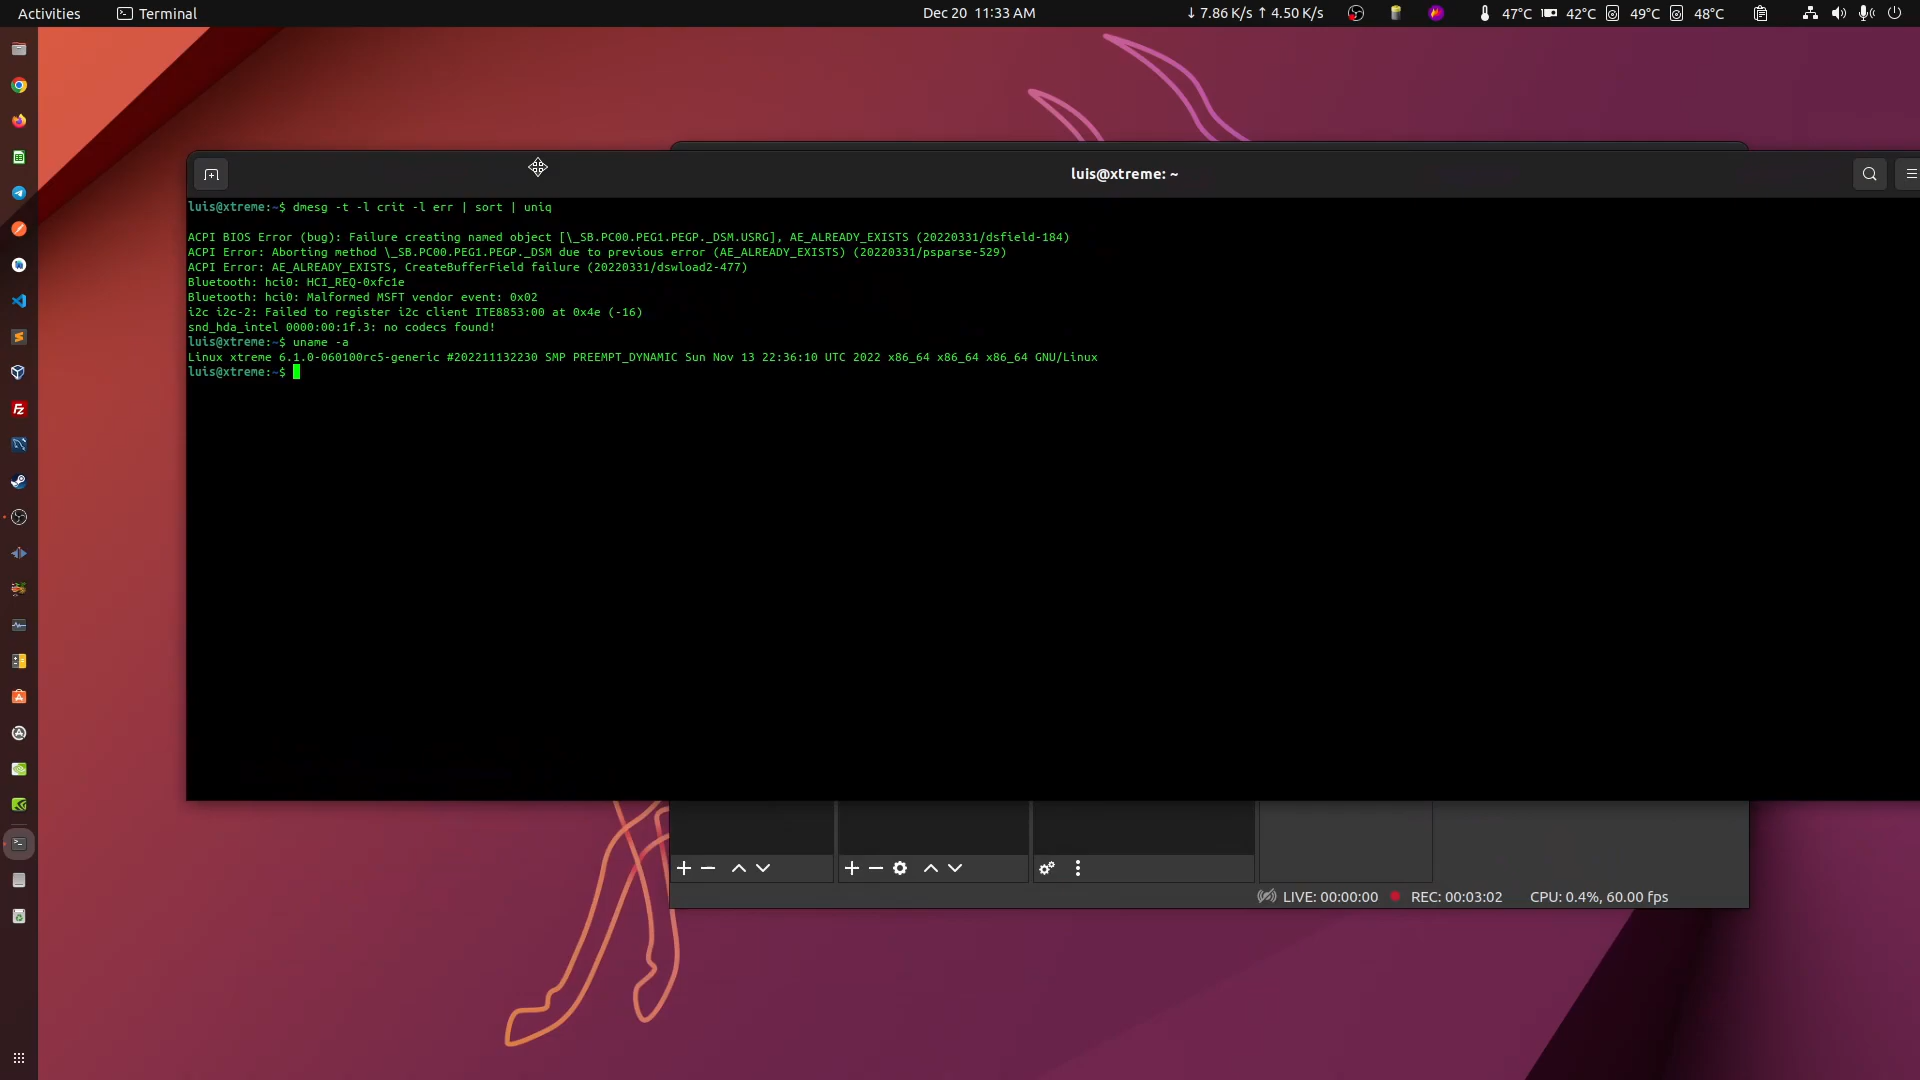 Activities Terminal Dec 20 11:33 AM ↓ 7.86 K/s ↑ 4.50 K/s 47°C 42°C 49°C 48°C
luis@xtreme: ~
luis@xtreme:~$ dmesg -t -l crit -l err | sort | uniq
ACPI BIOS Error (bug): Failure creating named object [\_SB.PC00.PEG1.PEGP._DSM.USRG], AE_ALREADY_EXISTS (20220331/dsfield-184)
ACPI Error: Aborting method \_SB.PC00.PEG1.PEGP._DSM due to previous error (AE_ALREADY_EXISTS) (20220331/psparse-529)
ACPI Error: AE_ALREADY_EXISTS, CreateBufferField failure (20220331/dswload2-477)
Bluetooth: hci0: HCI_REQ-0xfc1e
Bluetooth: hci0: Malformed MSFT vendor event: 0x02
i2c i2c-2: Failed to register i2c client ITE8853:00 at 0x4e (-16)
snd_hda_intel 0000:00:1f.3: no codecs found!
luis@xtreme:~$ uname -a
Linux xtreme 6.1.0-060100rc5-generic #202211132230 SMP PREEMPT_DYNAMIC Sun Nov 13 22:36:10 UTC 2022 x86_64 x86_64 x86_64 GNU/Linux
luis@xtreme:~$
LIVE: 00:00:00 REC: 00:03:02 CPU: 0.4%, 60.00 fps